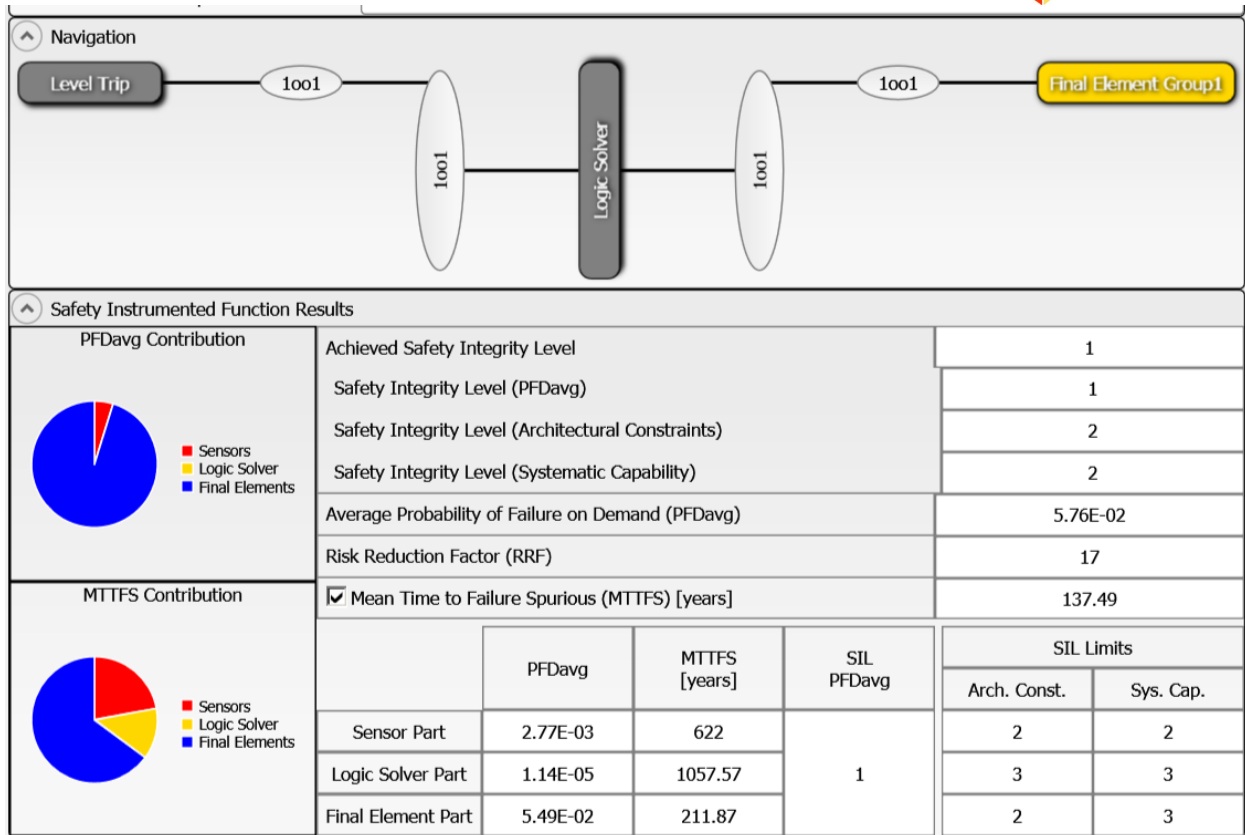 Navigation
Level Trip
1oo1
1oo1
Logic Solver
1oo1
1oo1
Final Element Group1
Safety Instrumented Function Results
PFDavg Contribution
Sensors
Logic Solver
Final Elements
Achieved Safety Integrity Level 1
Safety Integrity Level (PFDavg) 1
Safety Integrity Level (Architectural Constraints) 2
Safety Integrity Level (Systematic Capability) 2
Average Probability of Failure on Demand (PFDavg) 5.76E-02
Risk Reduction Factor (RRF) 17
MTTFS Contribution
Sensors
Logic Solver
Final Elements
Mean Time to Failure Spurious (MTTFS) [years] 137.49
PFDavg
MTTFS
[years]
SIL
PFDavg
SIL Limits
Arch. Const. Sys. Cap.
Sensor Part 2.77E-03 622 2 2
Logic Solver Part 1.14E-05 1057.57 1 3 3
Final Element Part 5.49E-02 211.87 2 3